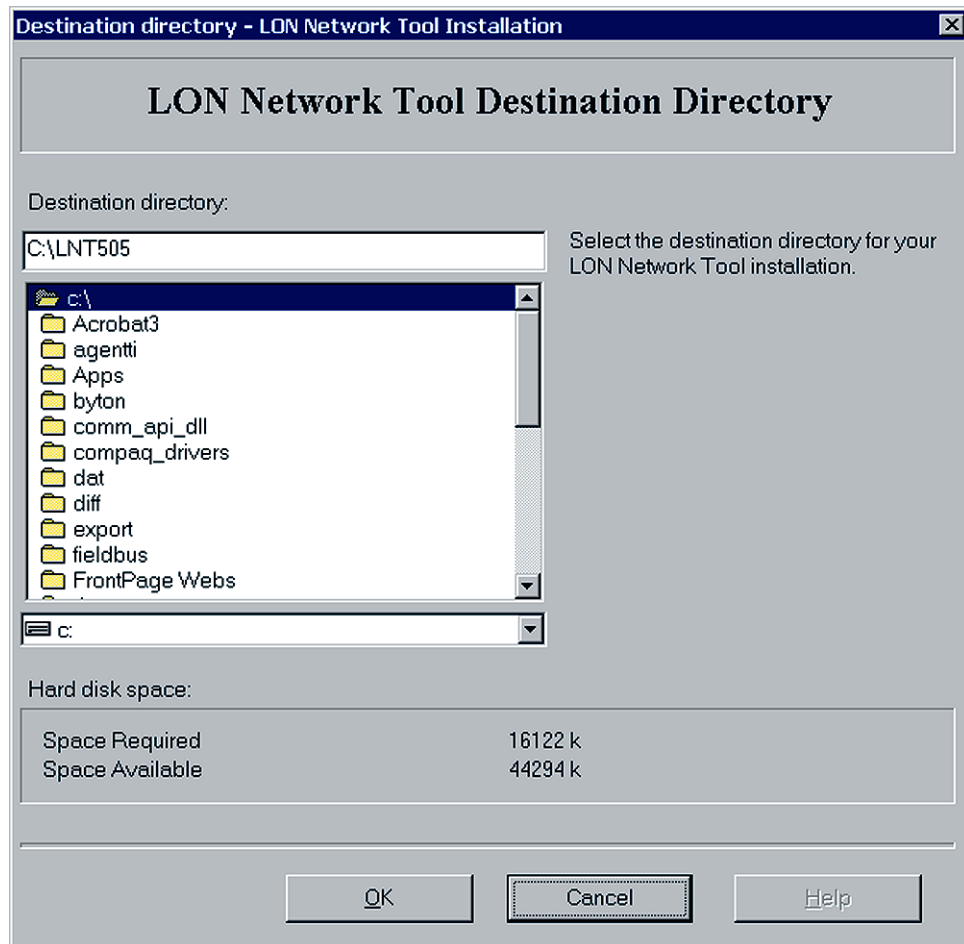 Destination directory - LON Network Tool Installation
LON Network Tool Destination Directory
Destination directory:
C:\LNT505
Select the destination directory for your
LON Network Tool installation.
c:\
Acrobat3
agentti
Apps
byton
comm_api_dll
compaq_drivers
dat
diff
export
fieldbus
FrontPage Webs
c:
Hard disk space:
Space Required 16122 k
Space Available 44294 k
OK Cancel Help